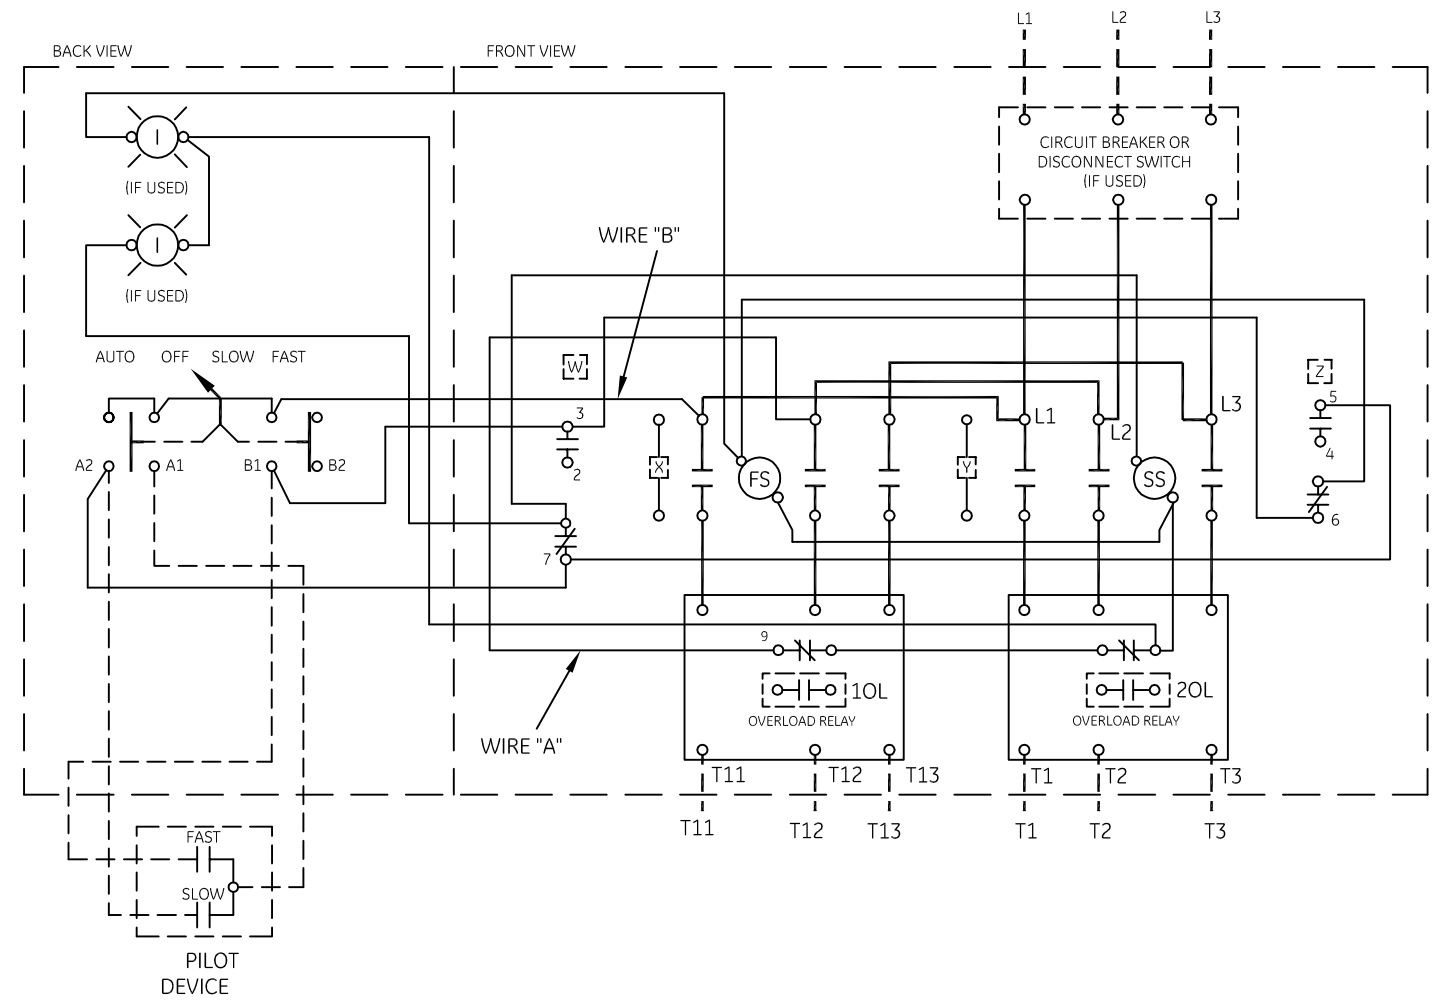 L1 L2 L3
BACK VIEW FRONT VIEW
I
(IF USED)
I
(IF USED)
CIRCUIT BREAKER OR
DISCONNECT SWITCH
(IF USED)
WIRE "B"
AUTO OFF SLOW FAST
W
Z
3
5
L1
L2
L3
A2 A1 B1 B2
2
X
FS
Y
SS
4
6
7
9
1OL
2OL
OVERLOAD RELAY OVERLOAD RELAY
WIRE "A"
T11 T12 T13 T1 T2 T3
T11 T12 T13 T1 T2 T3
FAST
SLOW
PILOT
DEVICE